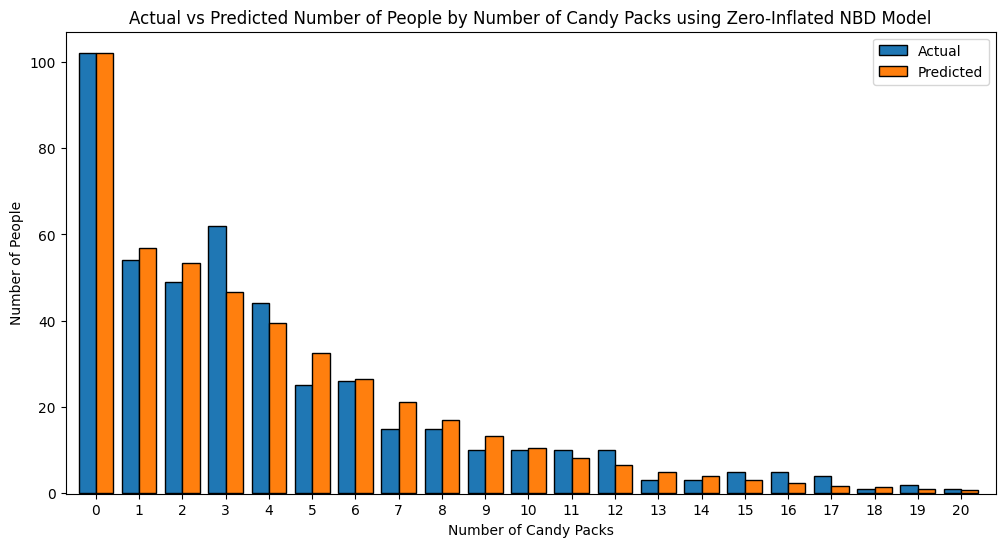 Actual vs Predicted Number of People by Number of Candy Packs using Zero-Inflated NBD Model
Actual
Predicted
100
80
60
40
20
0
Number of People
0 1 2 3 4 5 6 7 8 9 10 11 12 13 14 15 16 17 18 19 20
Number of Candy Packs